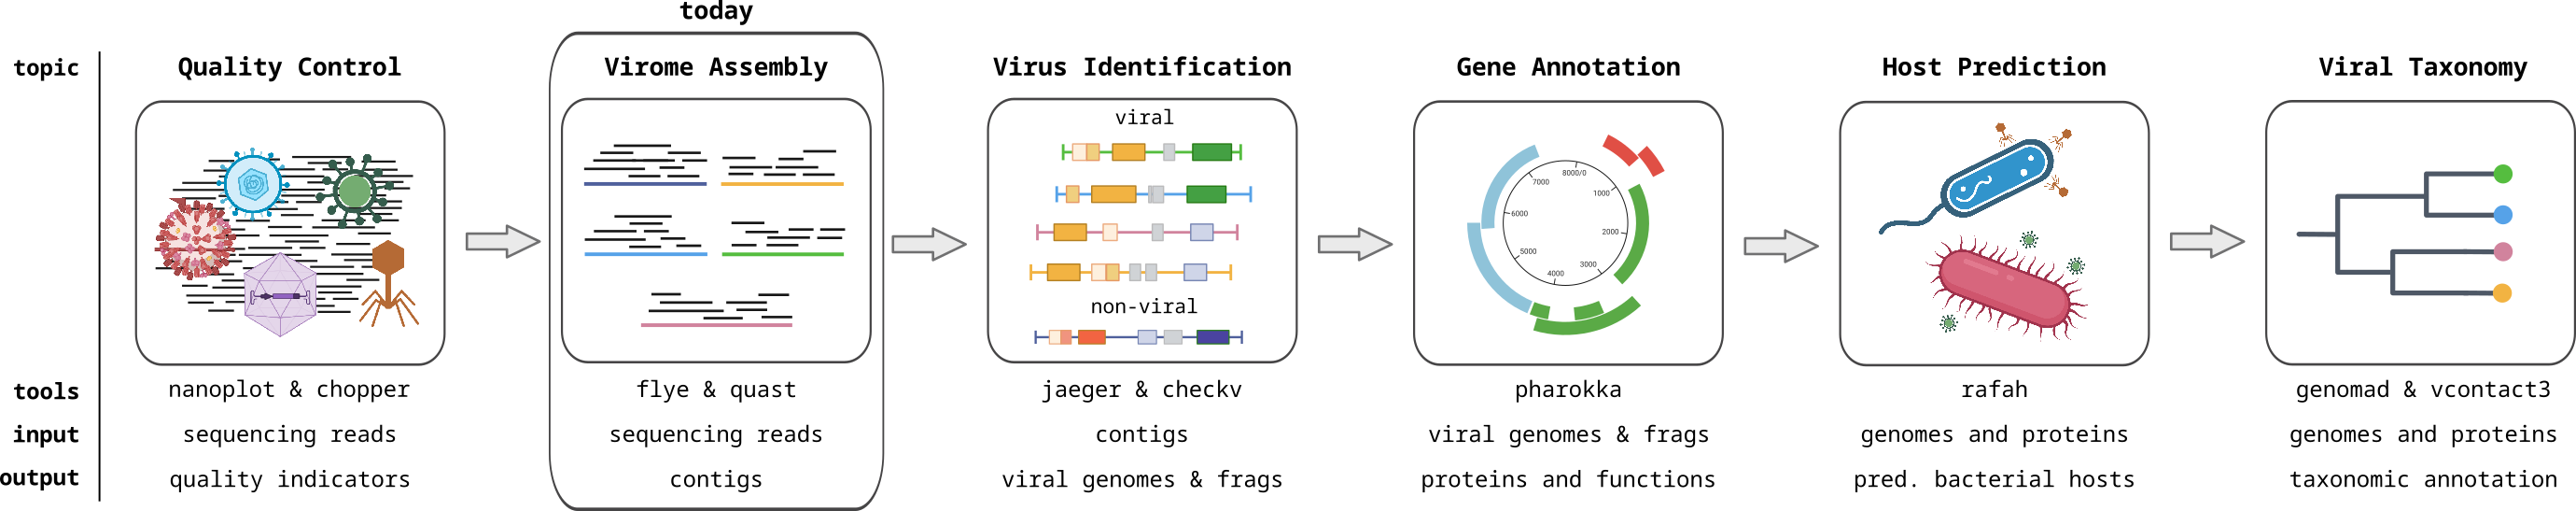 today
topic
Quality Control
Virome Assembly
Virus Identification
Gene Annotation
Host Prediction
Viral Taxonomy
viral
non-viral
8000/0
1000
2000
3000
4000
5000
6000
7000
tools
nanoplot & chopper
flye & quast
jaeger & checkv
pharokka
rafah
genomad & vcontact3
input
sequencing reads
sequencing reads
contigs
viral genomes & frags
genomes and proteins
genomes and proteins
output
quality indicators
contigs
viral genomes & frags
proteins and functions
pred. bacterial hosts
taxonomic annotation